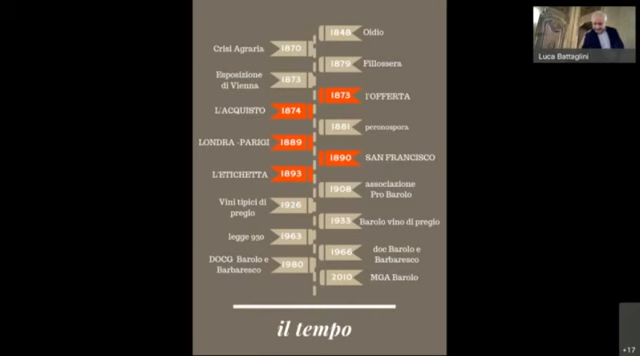 1848 Oidio
Crisi Agraria 1870
1879 Fillossera
Esposizione
di Vienna
1873
1873 l'OFFERTA
L'ACQUISTO 1874
1881 peronospora
LONDRA -PARIGI 1889
1890 SAN FRANCISCO
L'ETICHETTA 1893
1908
associazione
Pro Barolo
Vini tipici di
pregio
1926
1933 Barolo vino di pregio
legge 930 1963
1966
doc Barolo e
Barbaresco
DOCG Barolo e
Barbaresco
1980
2010 MGA Barolo
il tempo
Luca Battaglini
+17